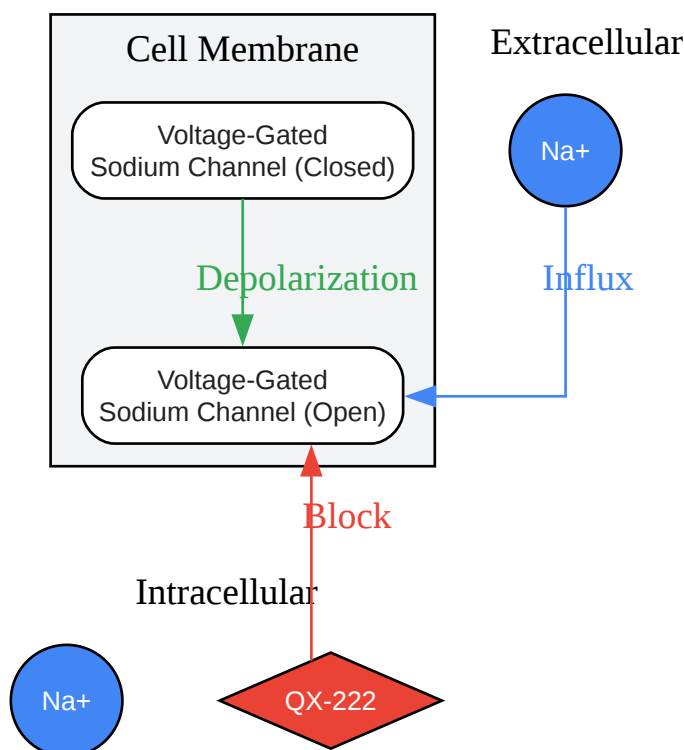 Cell Membrane
Extracellular
Voltage-Gated
Sodium Channel (Closed)
Na+
Depolarization
Influx
Voltage-Gated
Sodium Channel (Open)
Block
Intracellular
Na+
QX-222